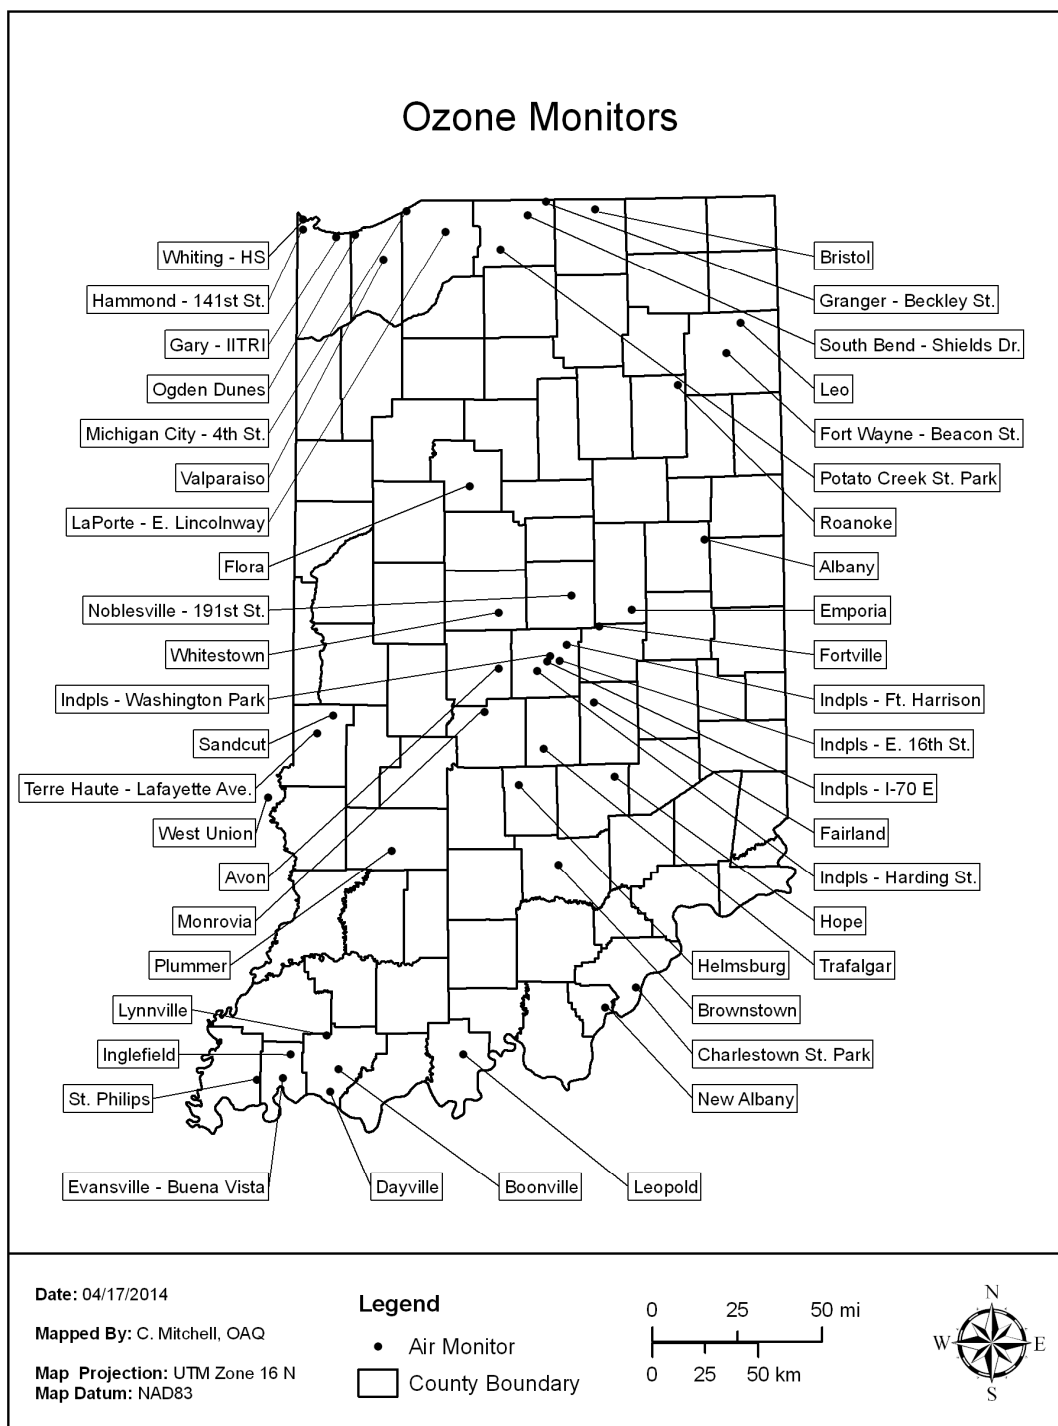 Ozone Monitors
Whiting - HS
Hammond - 141st St.
Gary - IITRI
Ogden Dunes
Michigan City - 4th St.
Valparaiso
LaPorte - E. Lincolnway
Flora
Noblesville - 191st St.
Whitestown
Indpls - Washington Park
Sandcut
Terre Haute - Lafayette Ave.
West Union
Avon
Monrovia
Plummer
Lynnville
Inglefield
St. Philips
Evansville - Buena Vista
Dayville
Boonville
Leopold
Bristol
Granger - Beckley St.
South Bend - Shields Dr.
Leo
Fort Wayne - Beacon St.
Potato Creek St. Park
Roanoke
Albany
Emporia
Fortville
Indpls - Ft. Harrison
Indpls - E. 16th St.
Indpls - I-70 E
Fairland
Indpls - Harding St.
Hope
Helmsburg
Trafalgar
Brownstown
Charlestown St. Park
New Albany
Date: 04/17/2014
Mapped By: C. Mitchell, OAQ
Map Projection: UTM Zone 16 N
Map Datum: NAD83
Legend
Air Monitor
County Boundary
0 25 50 mi
0 25 50 km
N
W E
S